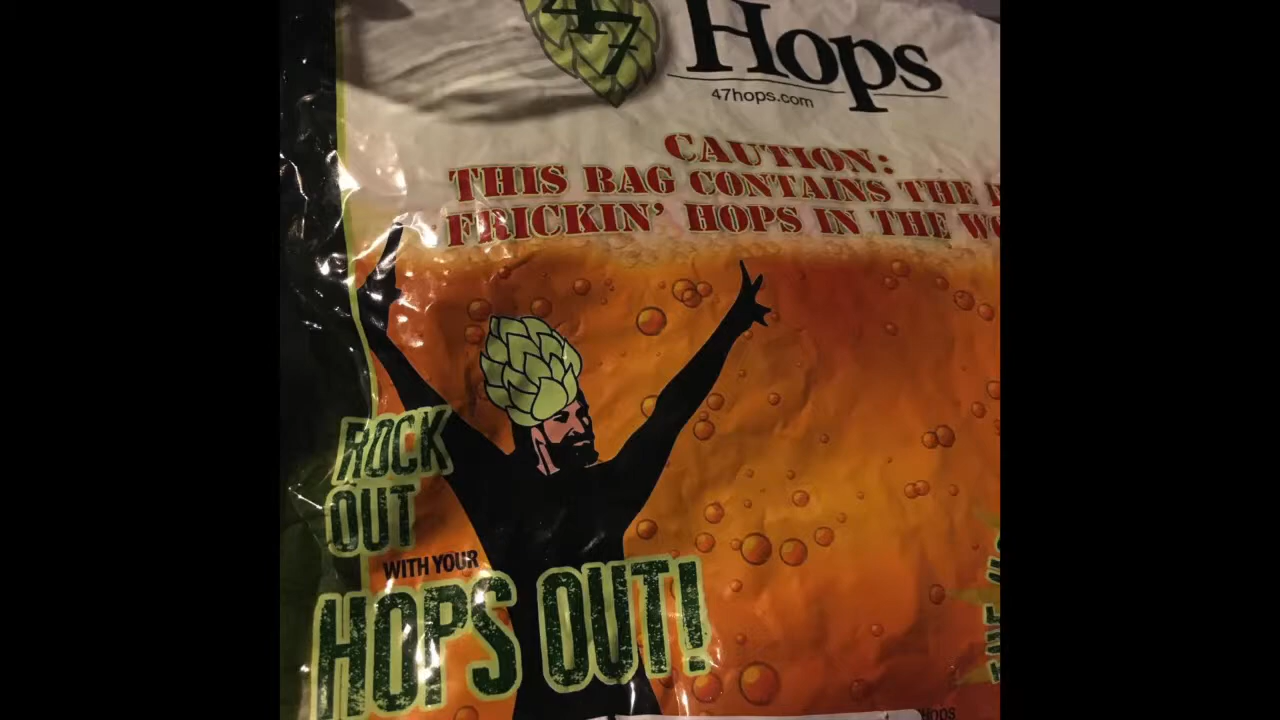 47 Hops
47hops.com
CAUTION:
THIS BAG CONTAINS THE
FRICKIN' HOPS IN THE
ROCK
OUT
WITH YOUR
HOPS OUT!
Hops